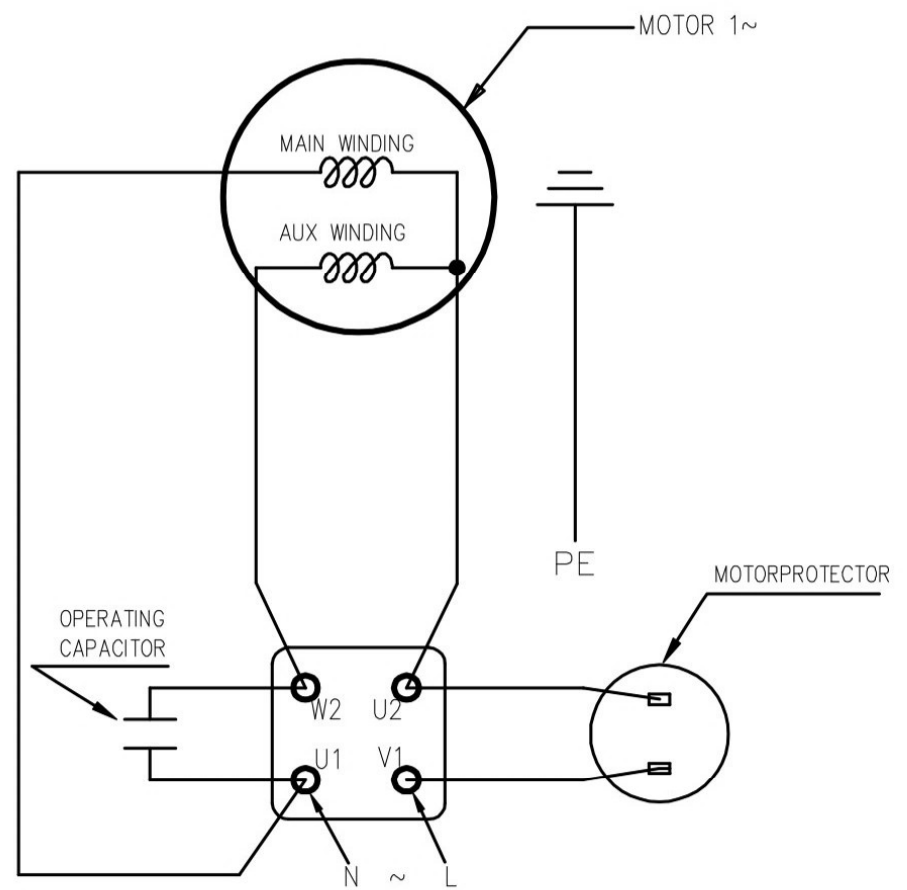 MOTOR 1~
MAIN WINDING
AUX WINDING
PE
MOTORPROTECTOR
OPERATING
CAPACITOR
W2 U2
U1 V1
N ~ L